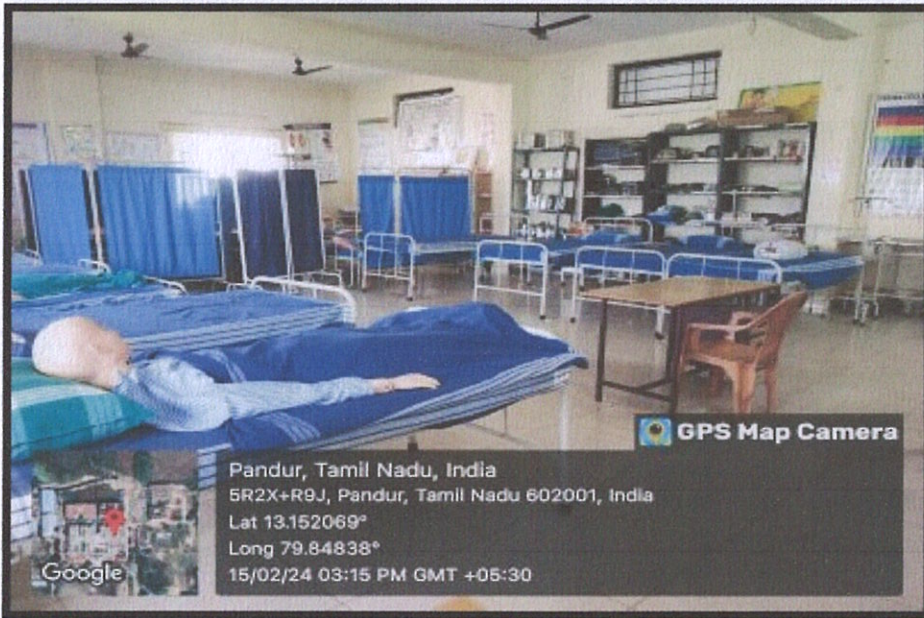 GPS Map Camera
Pandur, Tamil Nadu, India
5R2X+R9J, Pandur, Tamil Nadu 602001, India
Lat 13.152069°
Long 79.84838°
15/02/24 03:15 PM GMT +05:30
Google